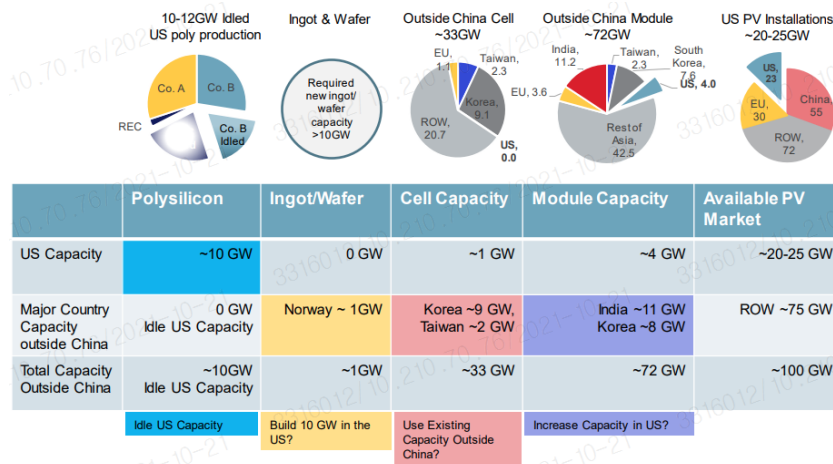 10-12GW Idled
US poly production
Co. A
Co. B
REC
Co. B
Idled
Ingot & Wafer
Required
new ingot/
wafer
capacity
>10GW
Outside China Cell
~33GW
EU,
1.1
Taiwan,
2.3
Korea,
9.1
ROW,
20.7
US,
0.0
Outside China Module
~72GW
India,
11.2
Taiwan,
2.3
South
Korea,
7.6
US, 4.0
EU, 3.6
Rest of
Asia,
42.5
US PV Installations
~20-25GW
US,
23
China,
55
EU,
30
ROW,
72
Polysilicon
Ingot/Wafer
Cell Capacity
Module Capacity
Available PV
Market
US Capacity
~10 GW
0 GW
~1 GW
~4 GW
~20-25 GW
Major Country
Capacity
outside China
0 GW
Idle US Capacity
Norway ~ 1GW
Korea ~9 GW,
Taiwan ~2 GW
India ~11 GW
Korea ~8 GW
ROW ~75 GW
Total Capacity
Outside China
~10GW
Idle US Capacity
~1GW
~33 GW
~72 GW
~100 GW
Idle US Capacity
Build 10 GW in the
US?
Use Existing
Capacity Outside
China?
Increase Capacity in US?
3316012/10.210.70.76/2021-10-21